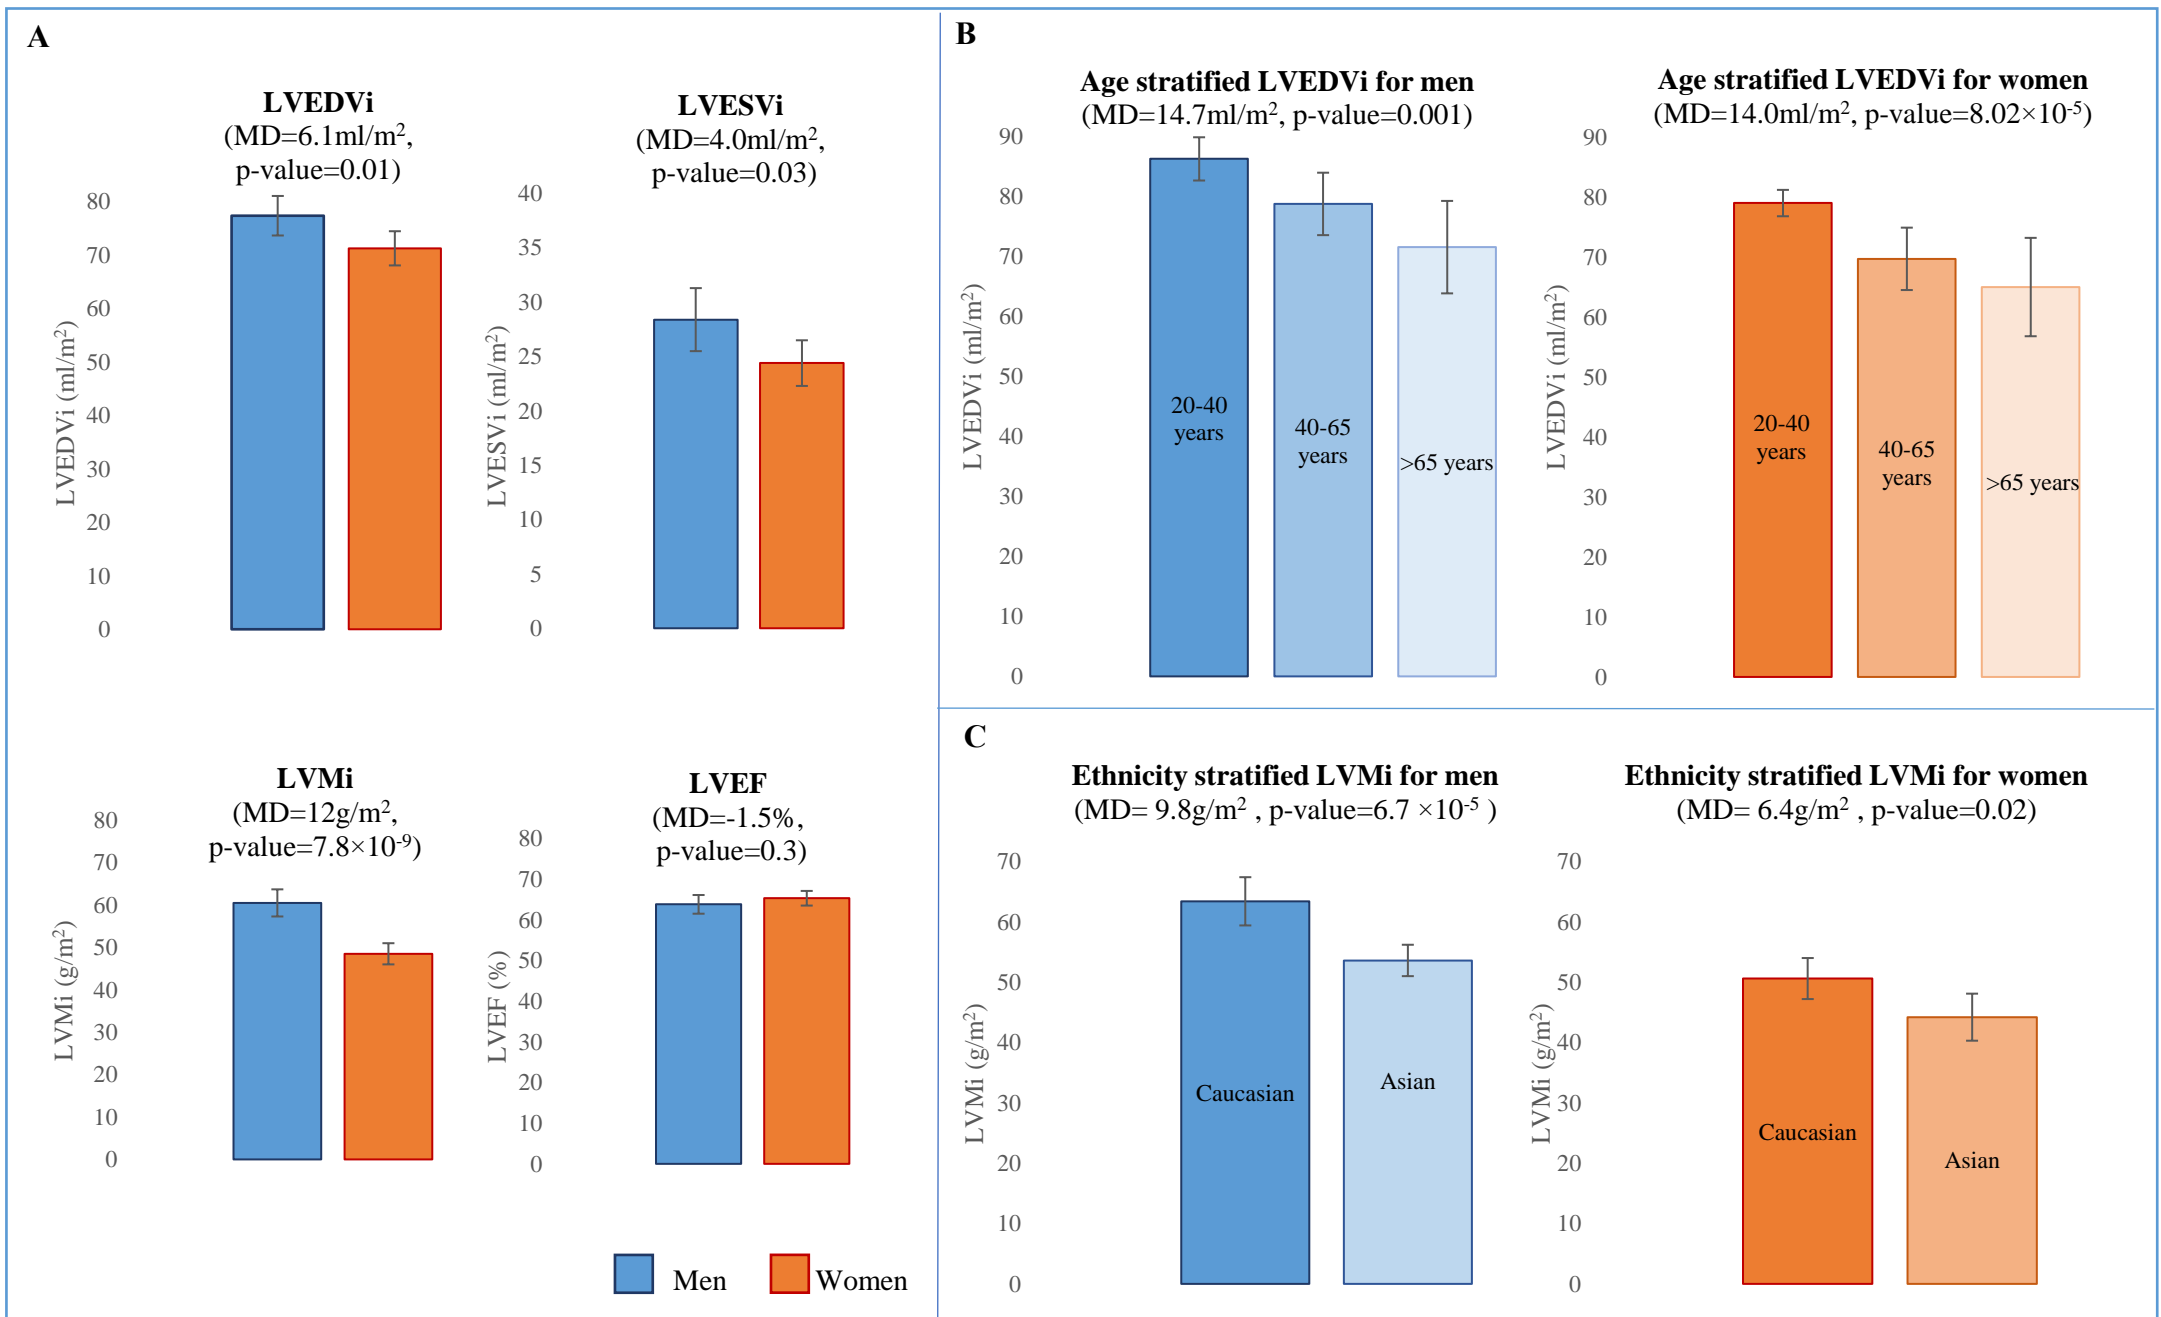 A
LVEDVi
(MD=6.1ml/m²,
p-value=0.01)
80
70
60
50
40
30
20
10
0
LVEDVi (ml/m²)
LVESVi
(MD=4.0ml/m²,
p-value=0.03)
40
35
30
25
20
15
10
5
0
LVESVi (ml/m²)
LVMi
(MD=12g/m²,
p-value=7.8×10⁻⁹)
80
70
60
50
40
30
20
10
0
LVMi (g/m²)
LVEF
(MD=-1.5%,
p-value=0.3)
80
70
60
50
40
30
20
10
0
LVEF (%)
Men
Women
B
Age stratified LVEDVi for men
(MD=14.7ml/m², p-value=0.001)
90
80
70
60
50
40
30
20
10
0
LVEDVi (ml/m²)
20-40
years
40-65
years
>65 years
Age stratified LVEDVi for women
(MD=14.0ml/m², p-value=8.02×10⁻⁵)
90
80
70
60
50
40
30
20
10
0
LVEDVi (ml/m²)
20-40
years
40-65
years
>65 years
C
Ethnicity stratified LVMi for men
(MD= 9.8g/m² , p-value=6.7 ×10⁻⁵ )
70
60
50
40
30
20
10
0
LVMi (g/m²)
Caucasian
Asian
Ethnicity stratified LVMi for women
(MD= 6.4g/m² , p-value=0.02)
70
60
50
40
30
20
10
0
LVMi (g/m²)
Caucasian
Asian